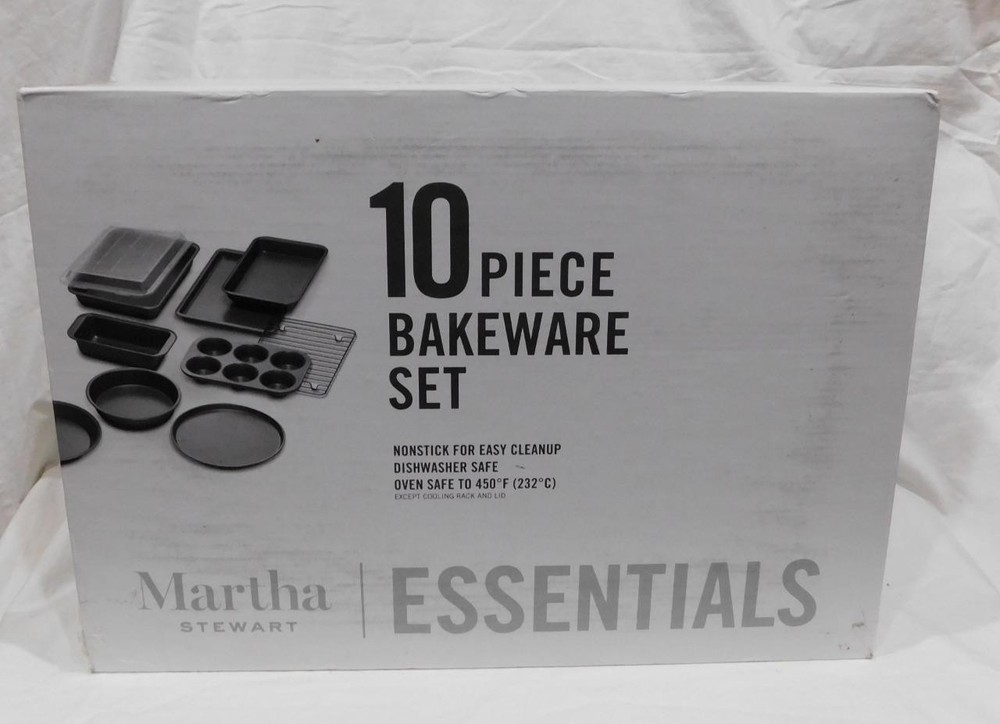 10 PIECE
BAKEWARE
SET
NONSTICK FOR EASY CLEANUP
DISHWASHER SAFE
OVEN SAFE TO 450°F (232°C)
EXCEPT COOLING RACK AND LID
Martha
STEWART
ESSENTIALS